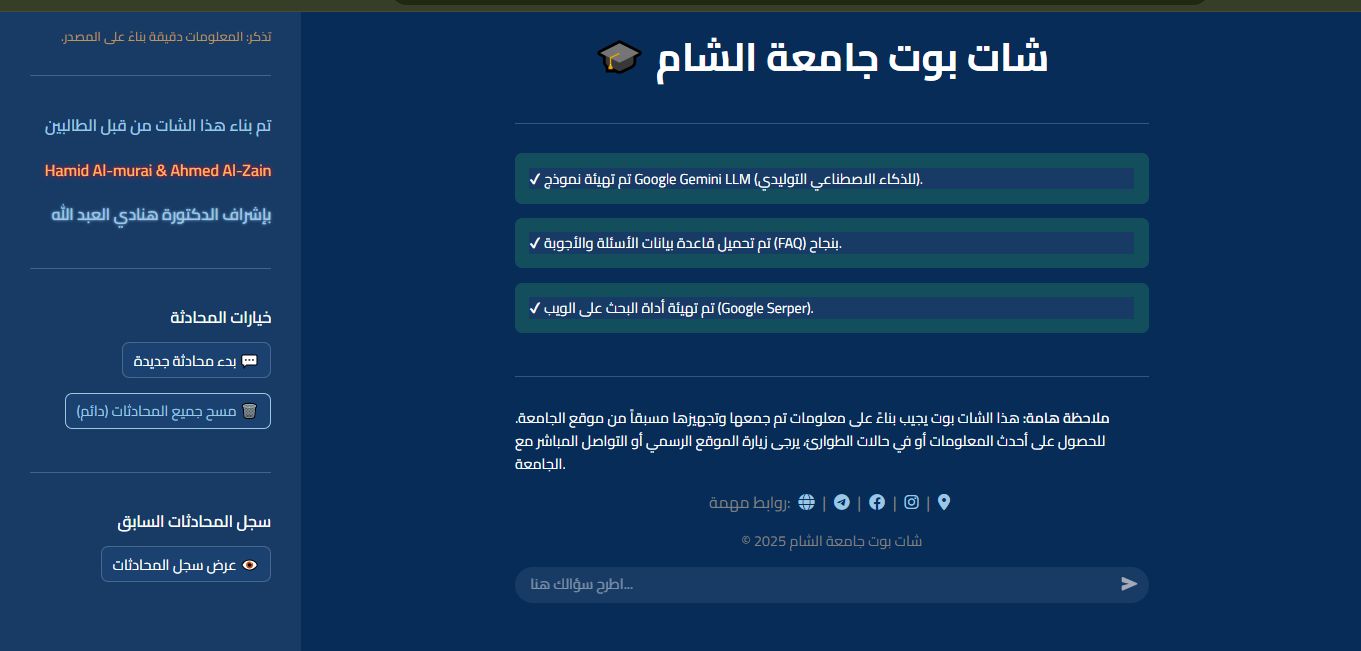 تذكر: المعلومات دقيقة بناءً على المصدر.
تم بناء هذا الشات من قبل الطالبين
Hamid Al-murai & Ahmed Al-Zain
بإشراف الدكتورة هنادي العبد الله
خيارات المحادثة
💬 بدء محادثة جديدة
🗑️ مسح جميع المحادثات (دائم)
سجل المحادثات السابق
👁️ عرض سجل المحادثات
شات بوت جامعة الشام 🎓
✔ تم تهيئة نموذج Google Gemini LLM (للذكاء الاصطناعي التوليدي).
✔ تم تحميل قاعدة بيانات الأسئلة والأجوبة (FAQ) بنجاح.
✔ تم تهيئة أداة البحث على الويب (Google Serper).
ملاحظة هامة: هذا الشات بوت يجيب بناءً على معلومات تم جمعها وتجهيزها مسبقاً من موقع الجامعة.
للحصول على أحدث المعلومات أو في حالات الطوارئ، يرجى زيارة الموقع الرسمي أو التواصل المباشر مع
الجامعة.
روابط مهمة: | | | |
© 2025 شات بوت جامعة الشام
اطرح سؤالك هنا...